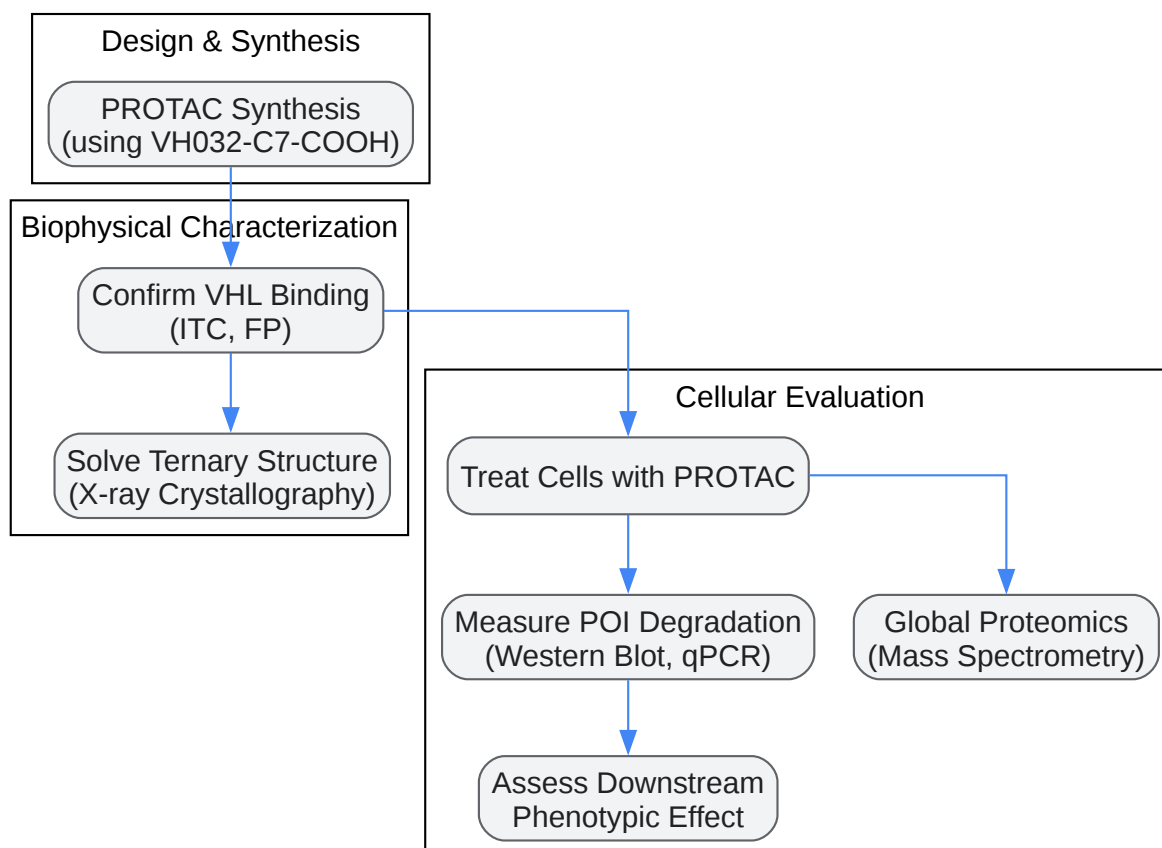 Design & Synthesis
PROTAC Synthesis
(using VH032-C7-COOH)
Biophysical Characterization
Confirm VHL Binding
(ITC, FP)
Solve Ternary Structure
(X-ray Crystallography)
Cellular Evaluation
Treat Cells with PROTAC
Measure POI Degradation
(Western Blot, qPCR)
Global Proteomics
(Mass Spectrometry)
Assess Downstream
Phenotypic Effect